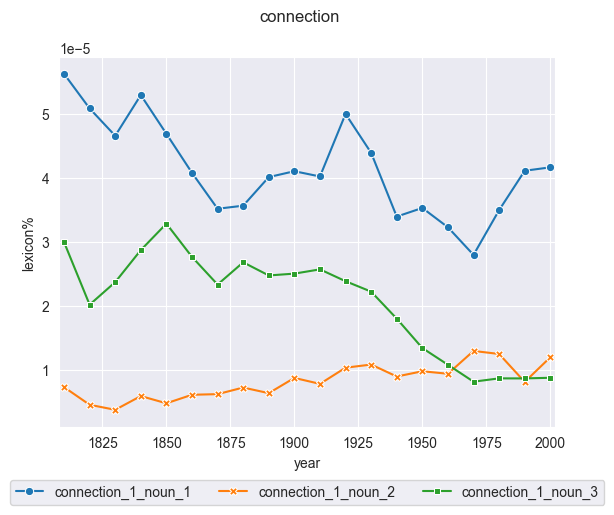 connection
1e−5
5
4
3
2
1
lexicon%
1825 1850 1875 1900 1925 1950 1975 2000
year
connection_1_noun_1 connection_1_noun_2 connection_1_noun_3